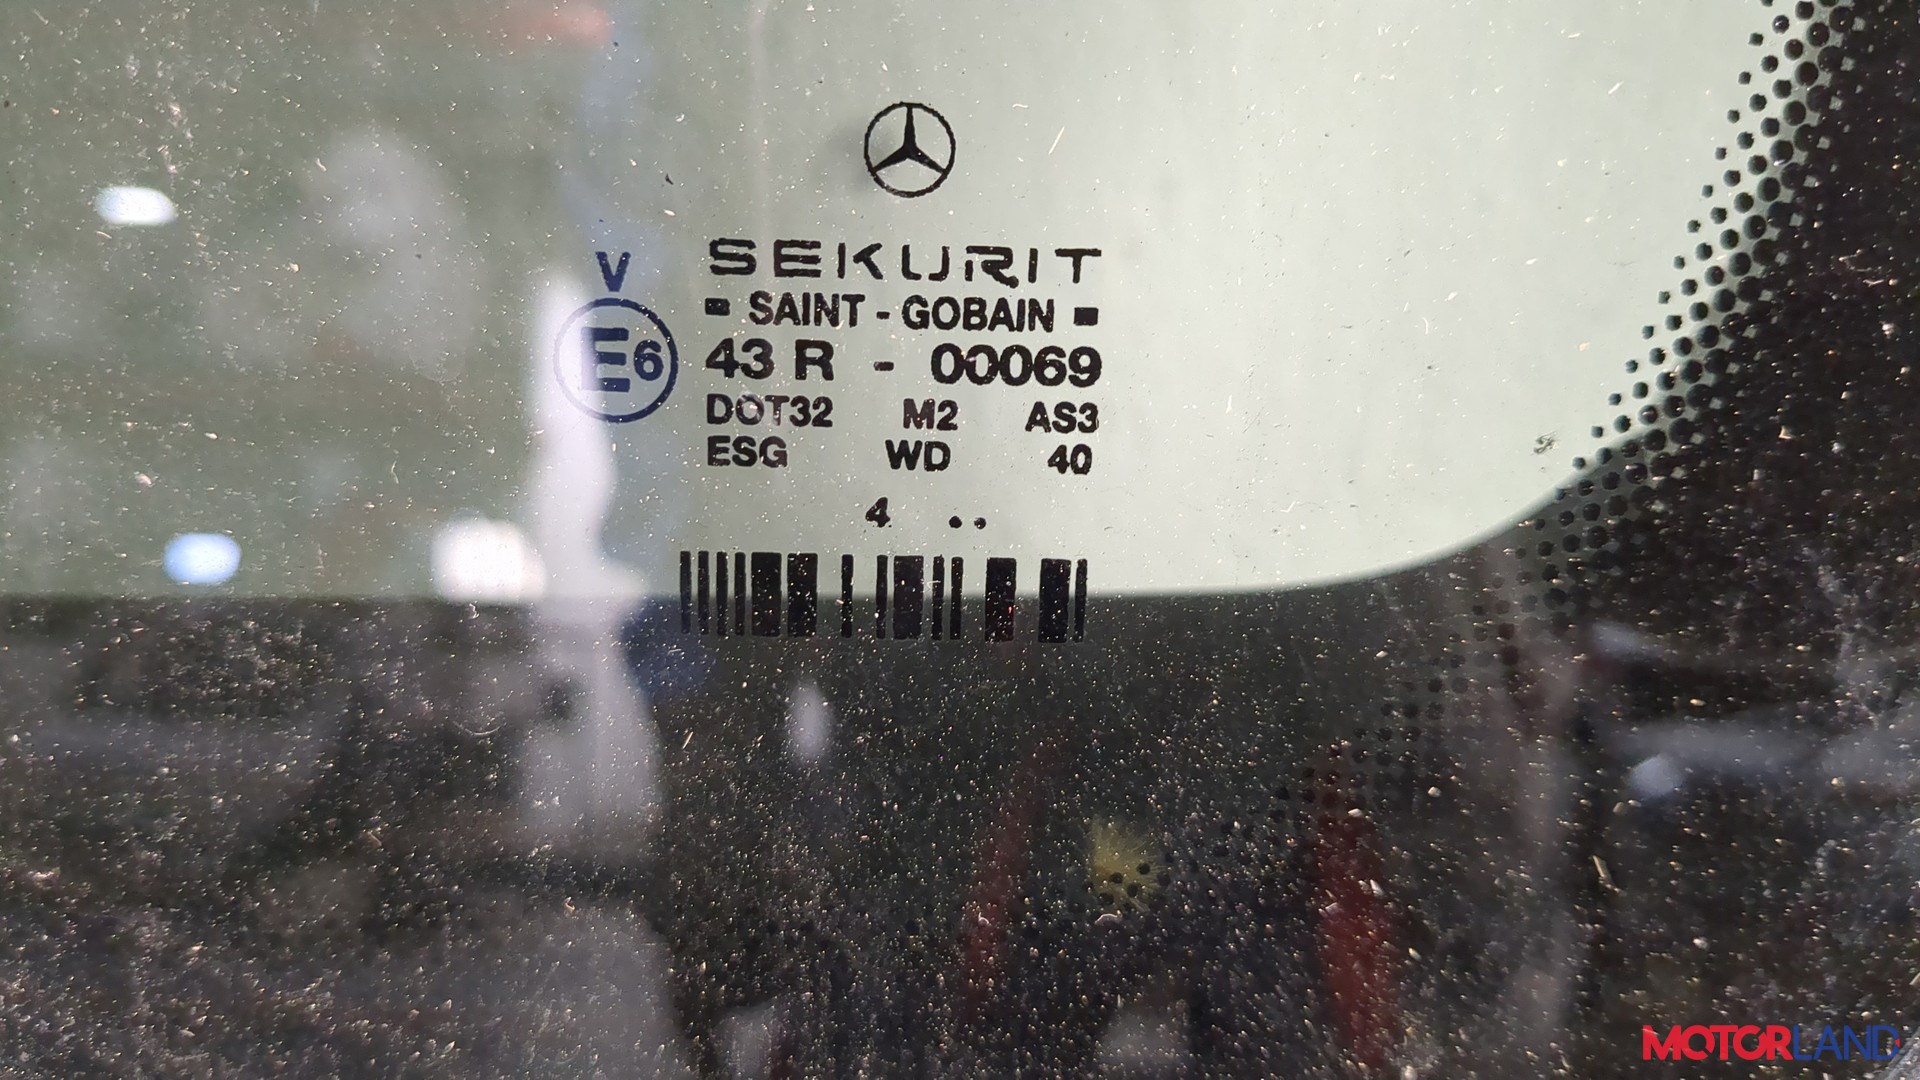 SEKURIT
SAINT - GOBAIN
V
E6
43 R - 00069
DOT32 M2 AS3
ESG WD 40
4 ..
MOTORLAND